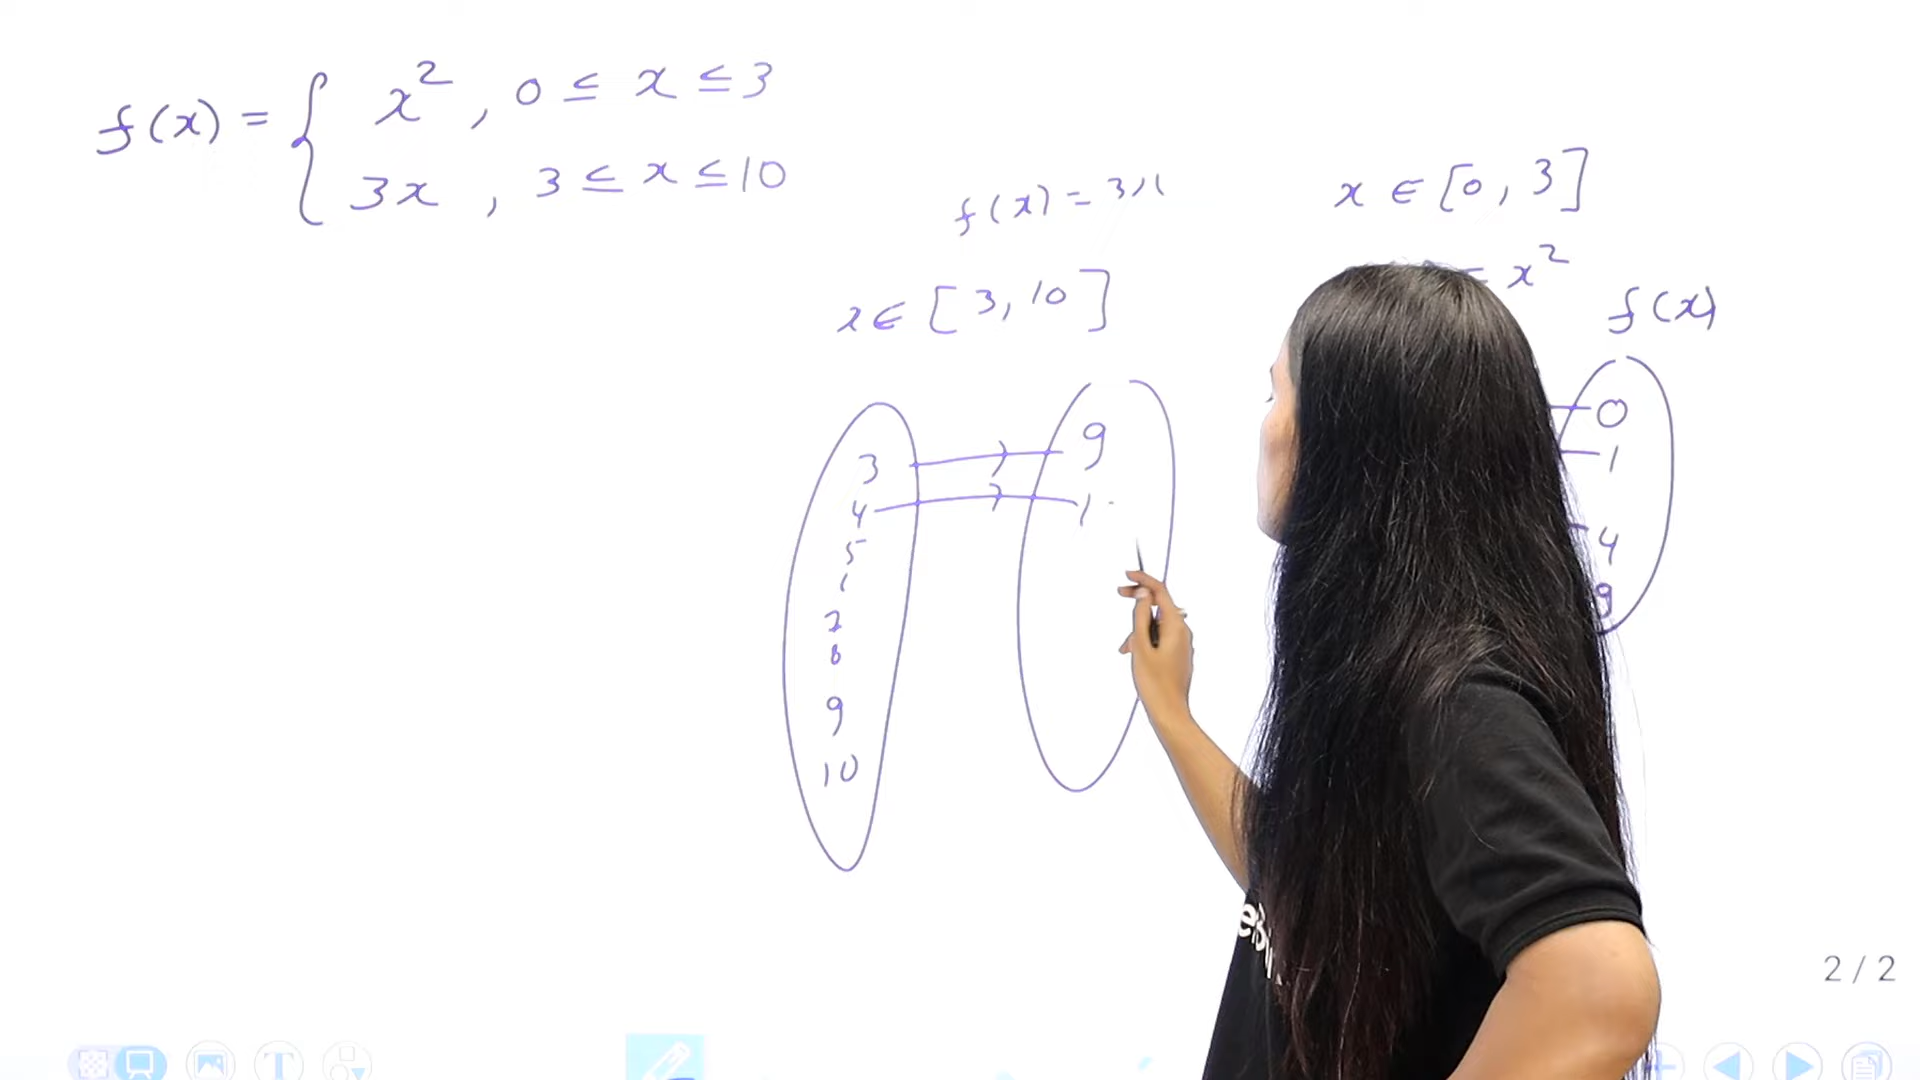 f(x) = { x², 0 ≤ x ≤ 3
3x, 3 ≤ x ≤ 10
f(x) = 3x
x ∈ [3, 10]
3 9
4 1
5
7
8
9
10
x ∈ [0, 3]
= x²
f(x)
0
1
4
9
2 / 2